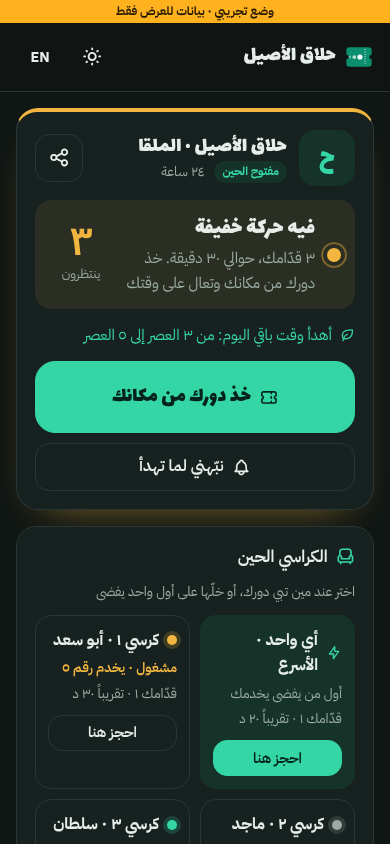 وضع تجريبي · بيانات للعرض فقط
حلاق الأصيل
EN
ح
حلاق الأصيل · الملقا
مفتوح الحين
٢٤ ساعة
فيه حركة خفيفة
٣ قدّامك، حوالي ٣٠ دقيقة. خذ
دورك من مكانك وتعال على وقتك
٣
ينتظرون
أهدأ وقت باقي اليوم: من ٣ العصر إلى ٥ العصر
خذ دورك من مكانك
نبّهني لما تهدأ
الكراسي الحين
اختر عند مين تبي دورك، أو خلّها على أول واحد يفضى
أي واحد ·
الأسرع
أول من يفضى يخدمك
قدّامك ١ · تقريباً ٢٠ د
احجز هنا
كرسي ١ · أبو سعد
مشغول · يخدم رقم ٥
قدّامك ١ · تقريباً ٣٠ د
احجز هنا
كرسي ٢ · ماجد
كرسي ٣ · سلطان